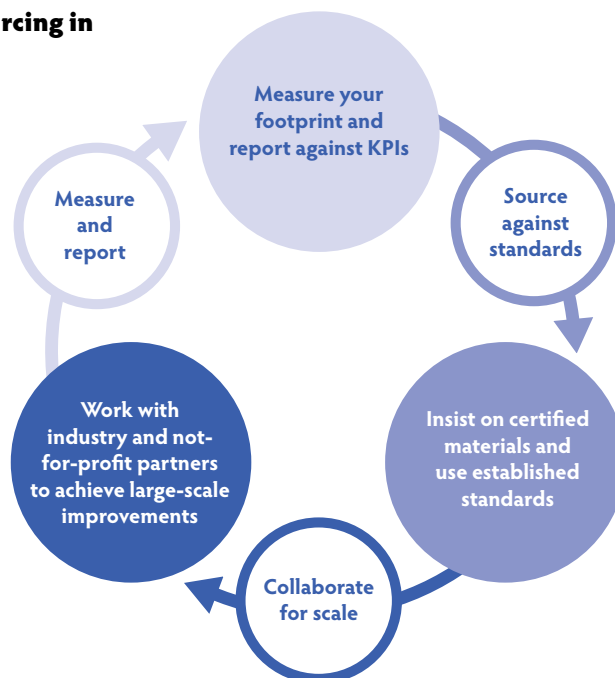 rcing in
Measure your
footprint and
report against KPIs
Source
against
standards
Insist on certified
materials and
use established
standards
Collaborate
for scale
Work with
industry and not-
for-profit partners
to achieve large-scale
improvements
Measure
and
report